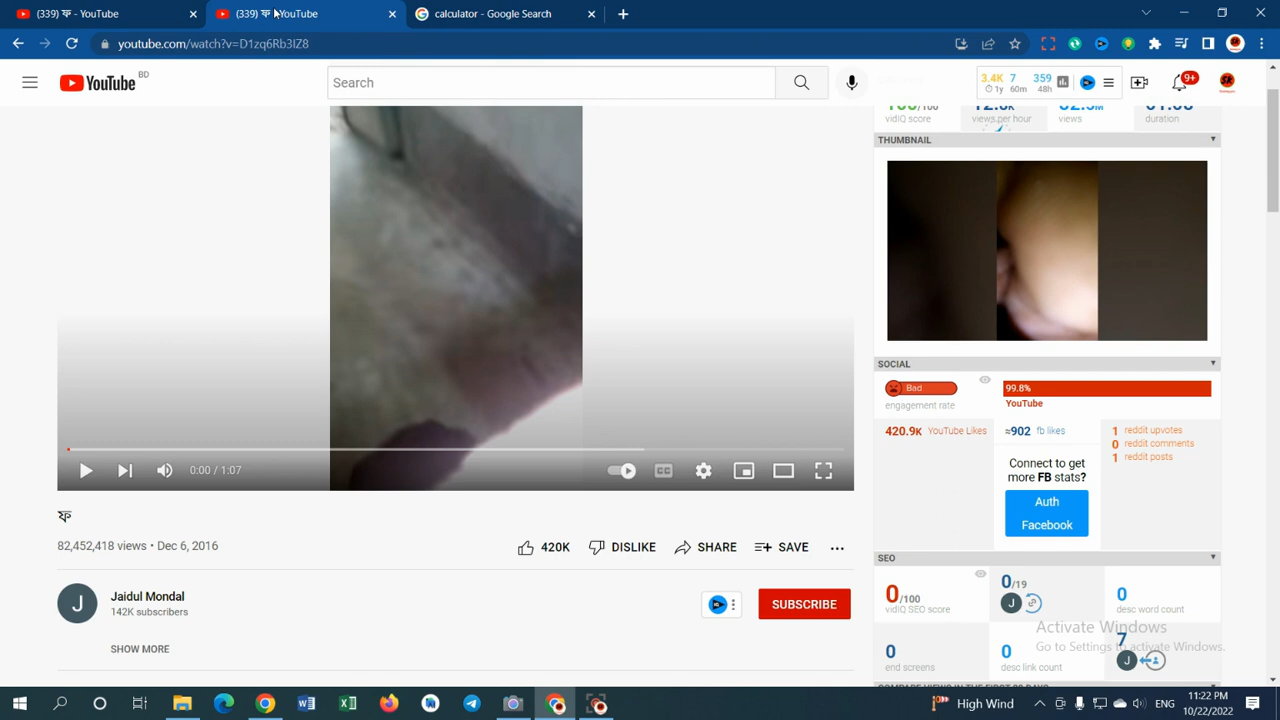 (339) ফ - YouTube
(339) ফ - YouTube
calculator - Google Search
youtube.com/watch?v=D1zq6Rb3IZ8
YouTube BD
Search
3.4K 7 359
1y 60m 48h
9+
vidIQ score
views per hour
views
duration
THUMBNAIL
SOCIAL
Bad
engagement rate
99.8%
YouTube
420.9K YouTube Likes
≈902 fb likes
1 reddit upvotes
0 reddit comments
1 reddit posts
Connect to get
more FB stats?
Auth
Facebook
0:00 / 1:07
CC
ফ
82,452,418 views • Dec 6, 2016
420K
DISLIKE
SHARE
SAVE
J
Jaidul Mondal
142K subscribers
SUBSCRIBE
SHOW MORE
SEO
0/100
vidIQ SEO score
0/19
J
0
desc word count
0
end screens
0
desc link count
7
J
Activate Windows
Go to Settings to activate Windows.
High Wind
ENG
11:22 PM
10/22/2022